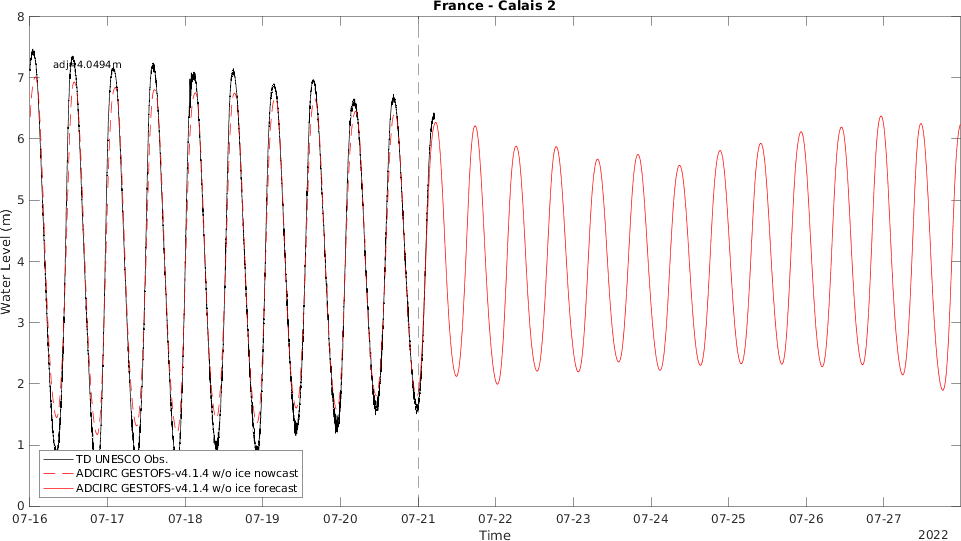 France - Calais 2
8
7
6
5
4
3
2
1
0
adj=4.0494m
Water Level (m)
TD UNESCO Obs.
ADCIRC GESTOFS-v4.1.4 w/o ice nowcast
ADCIRC GESTOFS-v4.1.4 w/o ice forecast
07-16 07-17 07-18 07-19 07-20 07-21 07-22 07-23 07-24 07-25 07-26 07-27
Time
2022